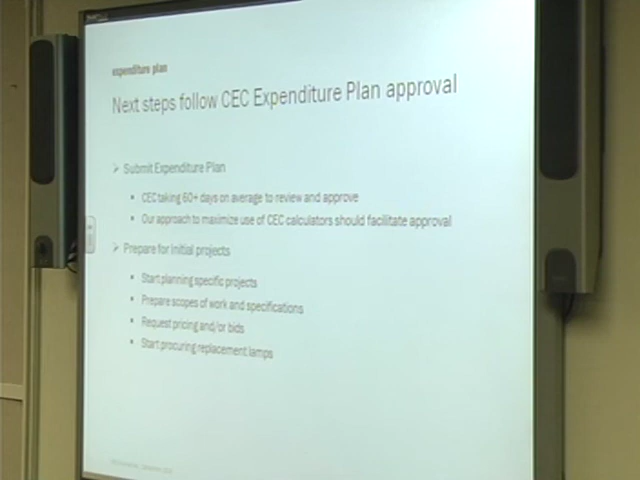 expenditure plan
Next steps follow CEC Expenditure Plan approval
➢ Submit Expenditure Plan
▪ CEC taking 60+ days on average to review and approve
▪ Our approach to maximize use of CEC calculators should facilitate approval
➢ Prepare for Initial projects
▪ Start planning specific projects
▪ Prepare scopes of work and specifications
▪ Request pricing and/or bids
▪ Start procuring replacement lamps